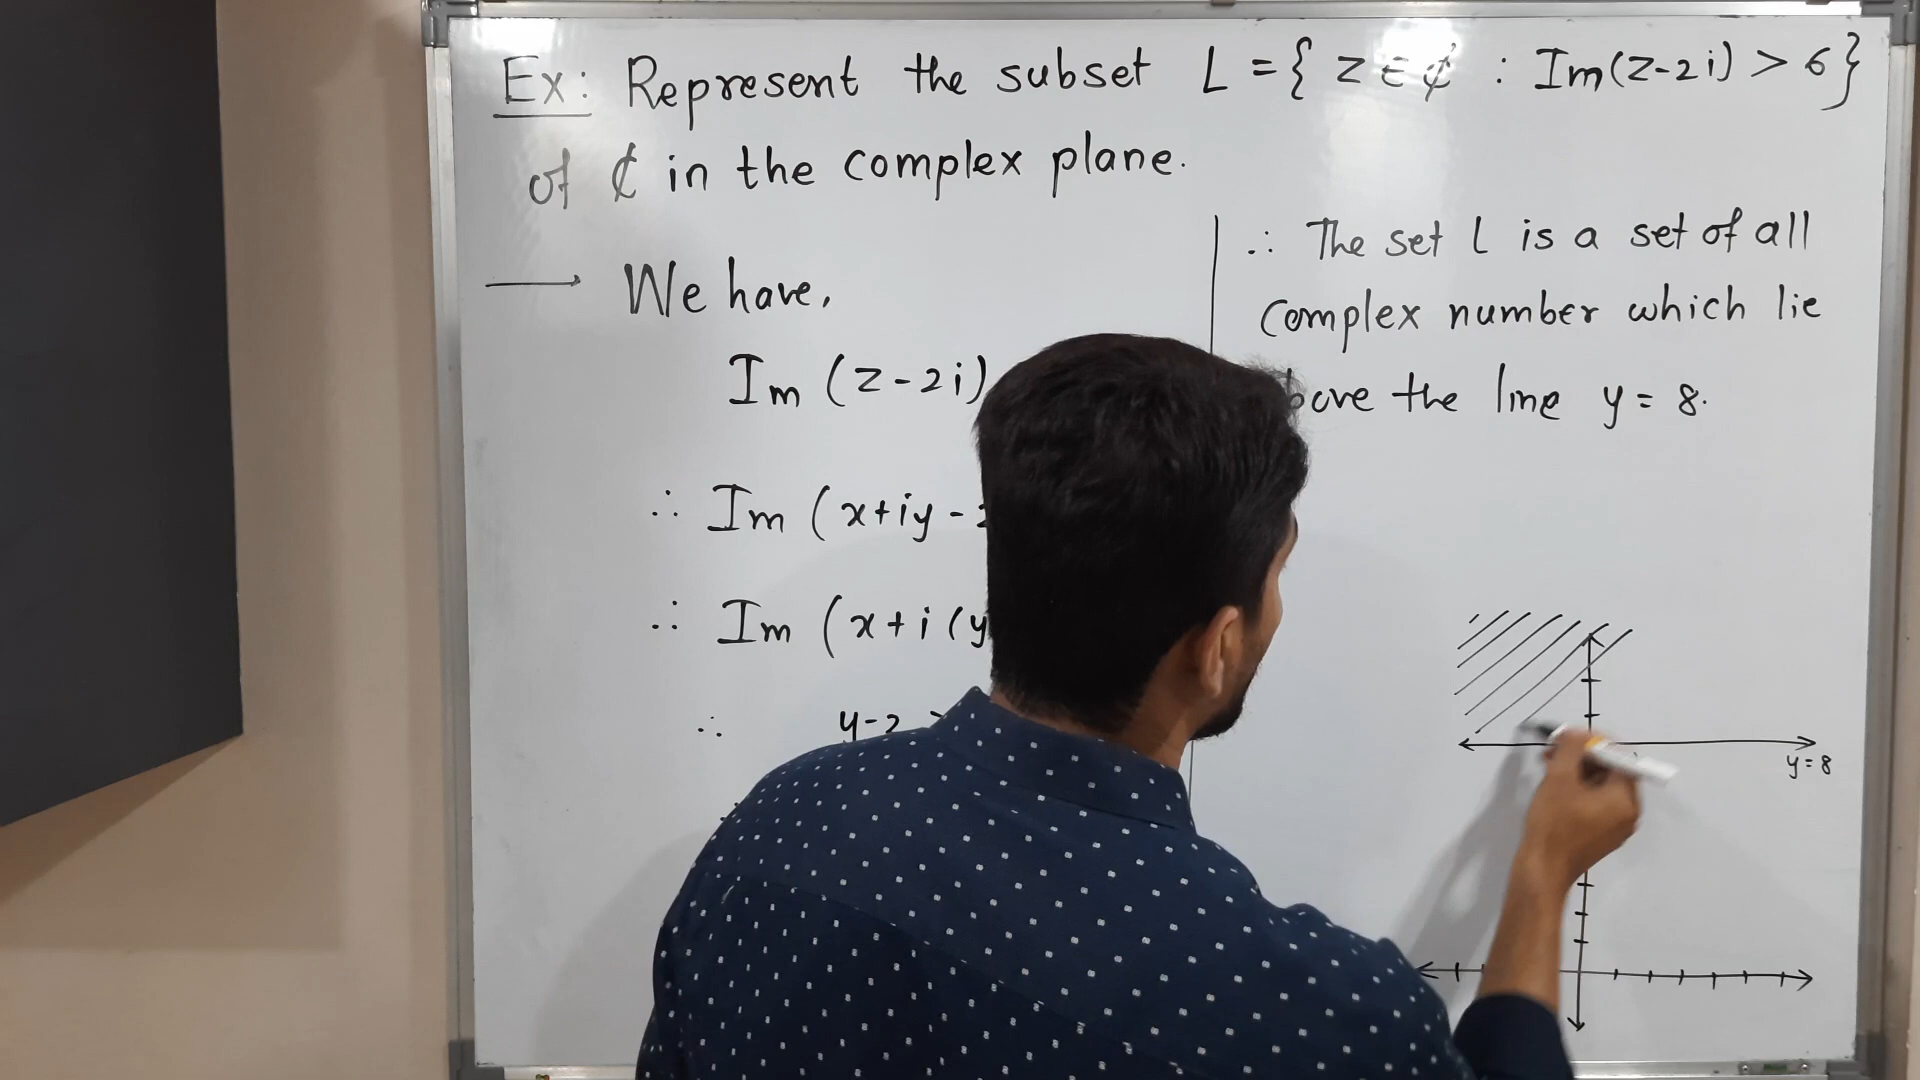 Ex: Represent the subset L = { z ∈ ₵ : Im(z-2i) > 6 }
of ₵ in the complex plane.
⟶ We have,
Im (z-2i)
∴ Im (x+iy -
∴ Im (x+i(y
∴ y-2
∴ The set L is a set of all
complex number which lie
the line y = 8.
y = 8